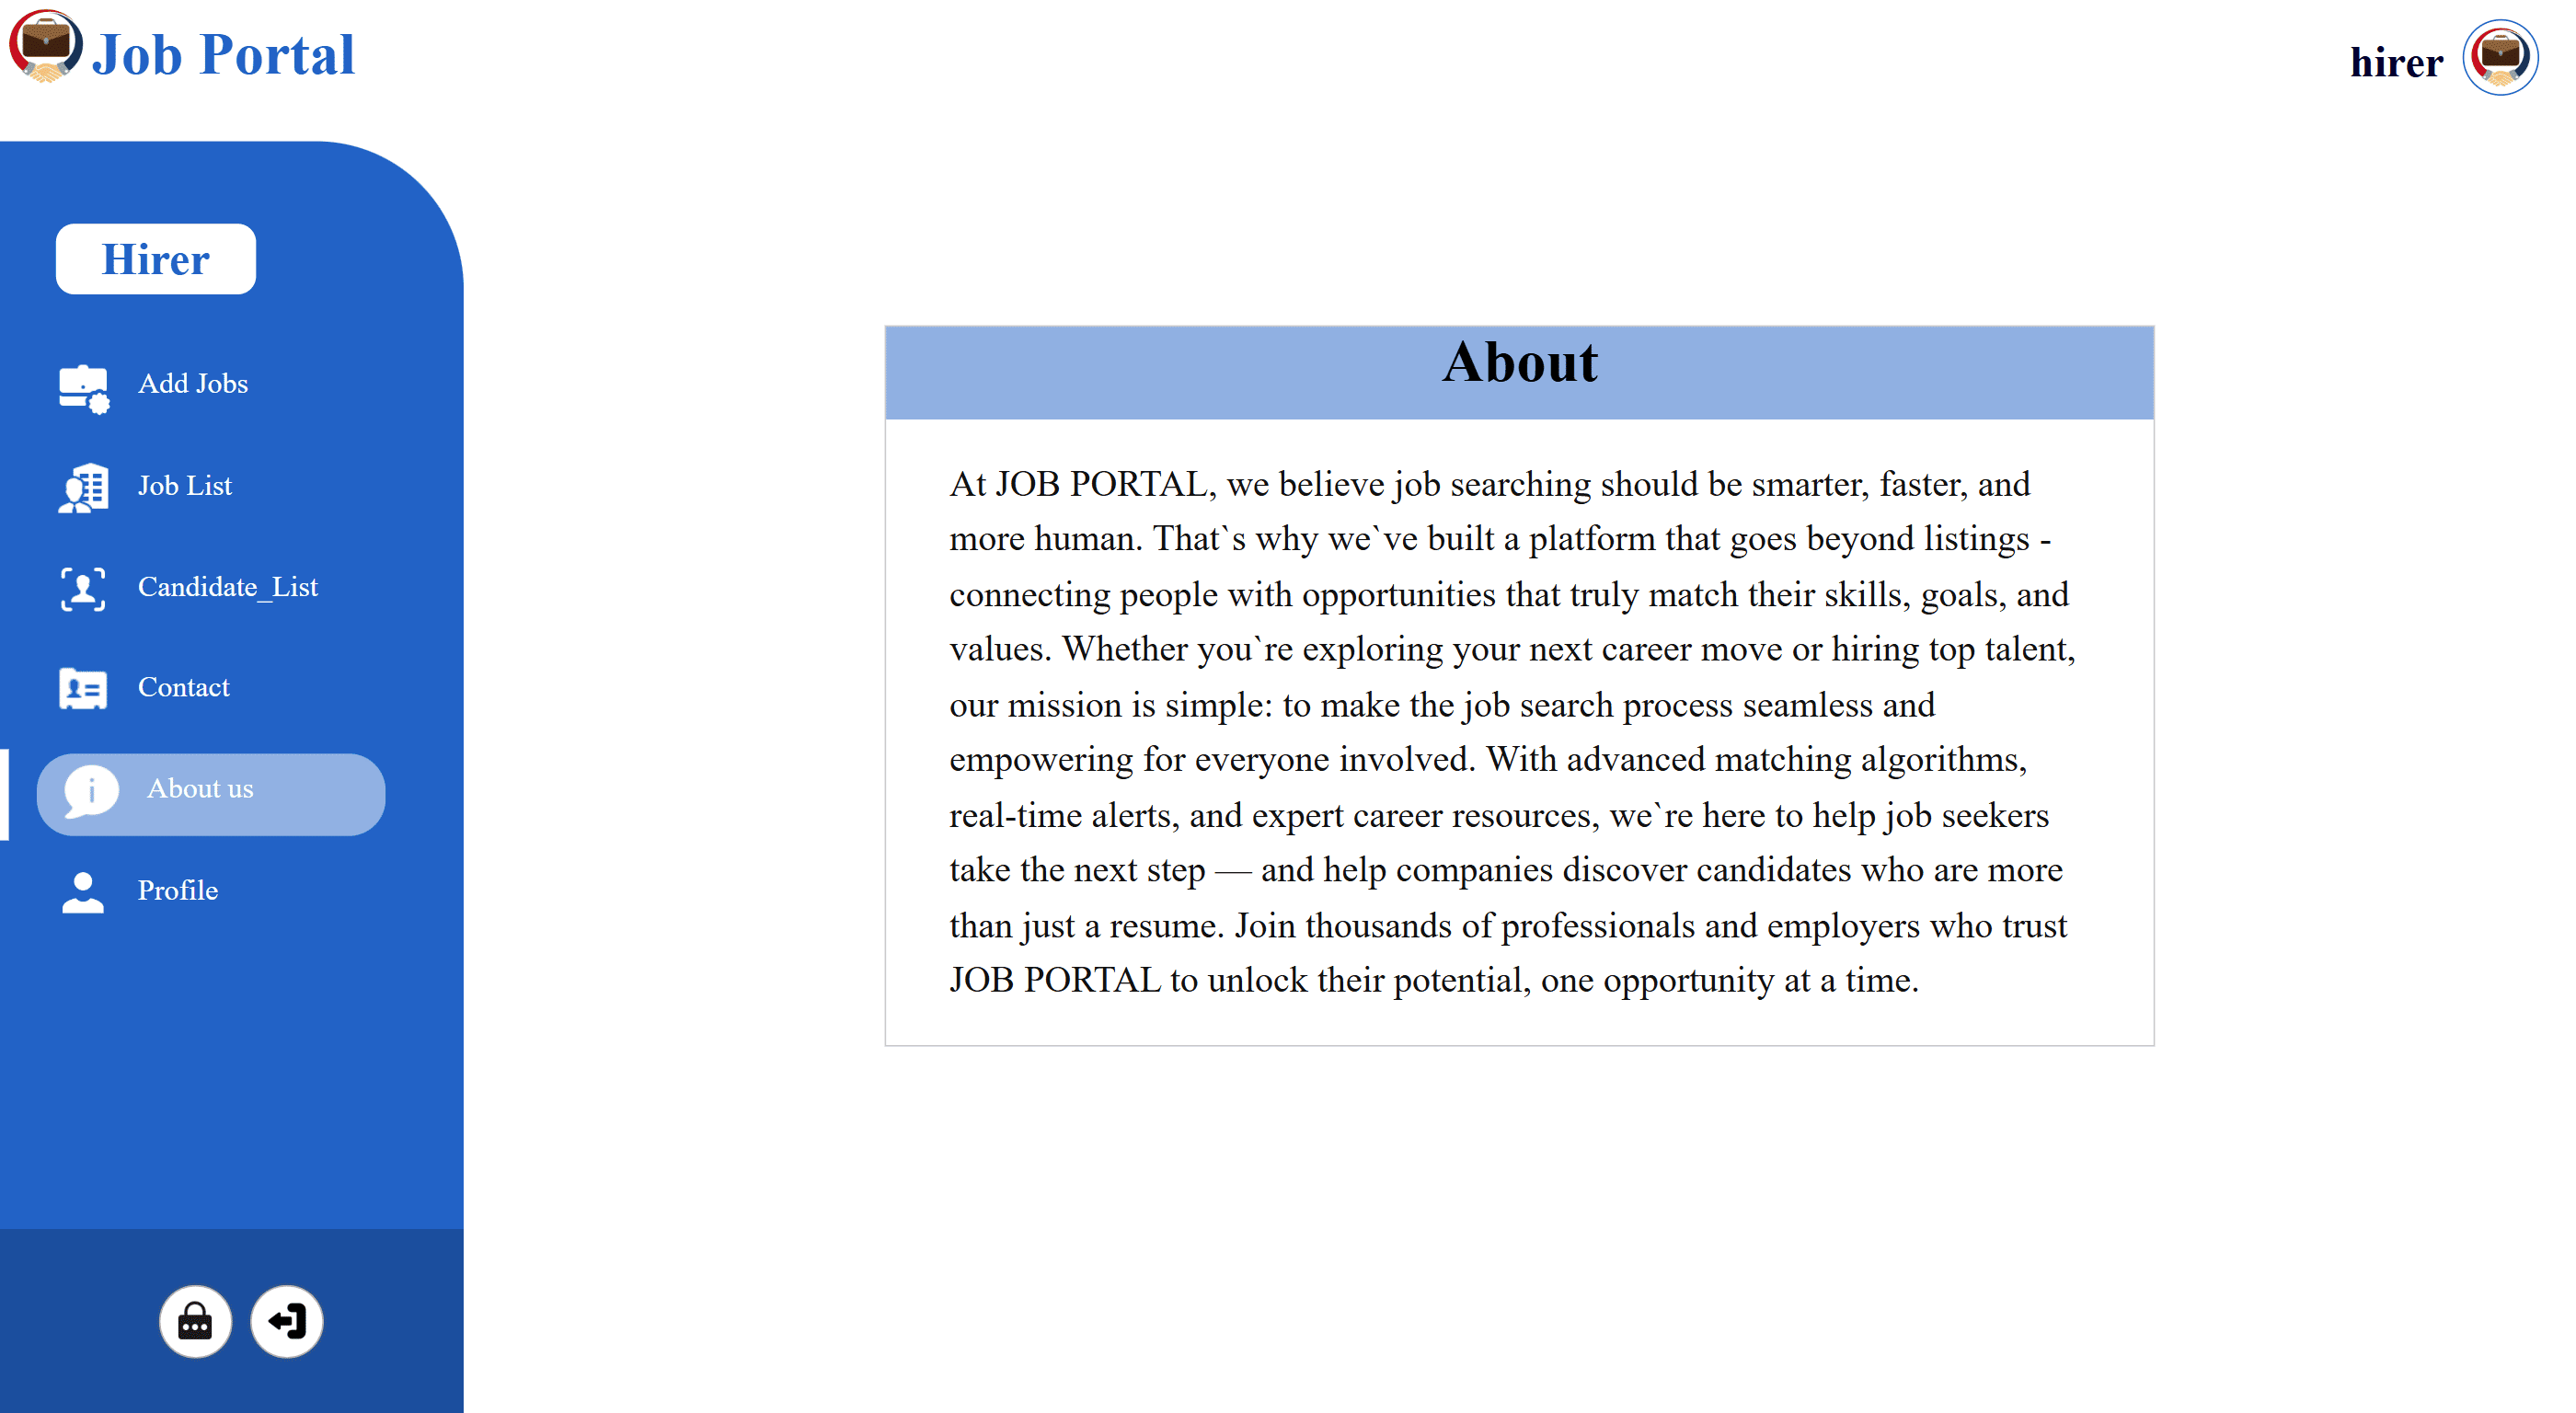 Job Portal
hirer
Hirer
Add Jobs
Job List
Candidate_List
Contact
About us
Profile
About
At JOB PORTAL, we believe job searching should be smarter, faster, and
more human. That`s why we`ve built a platform that goes beyond listings -
connecting people with opportunities that truly match their skills, goals, and
values. Whether you`re exploring your next career move or hiring top talent,
our mission is simple: to make the job search process seamless and
empowering for everyone involved. With advanced matching algorithms,
real-time alerts, and expert career resources, we`re here to help job seekers
take the next step — and help companies discover candidates who are more
than just a resume. Join thousands of professionals and employers who trust
JOB PORTAL to unlock their potential, one opportunity at a time.